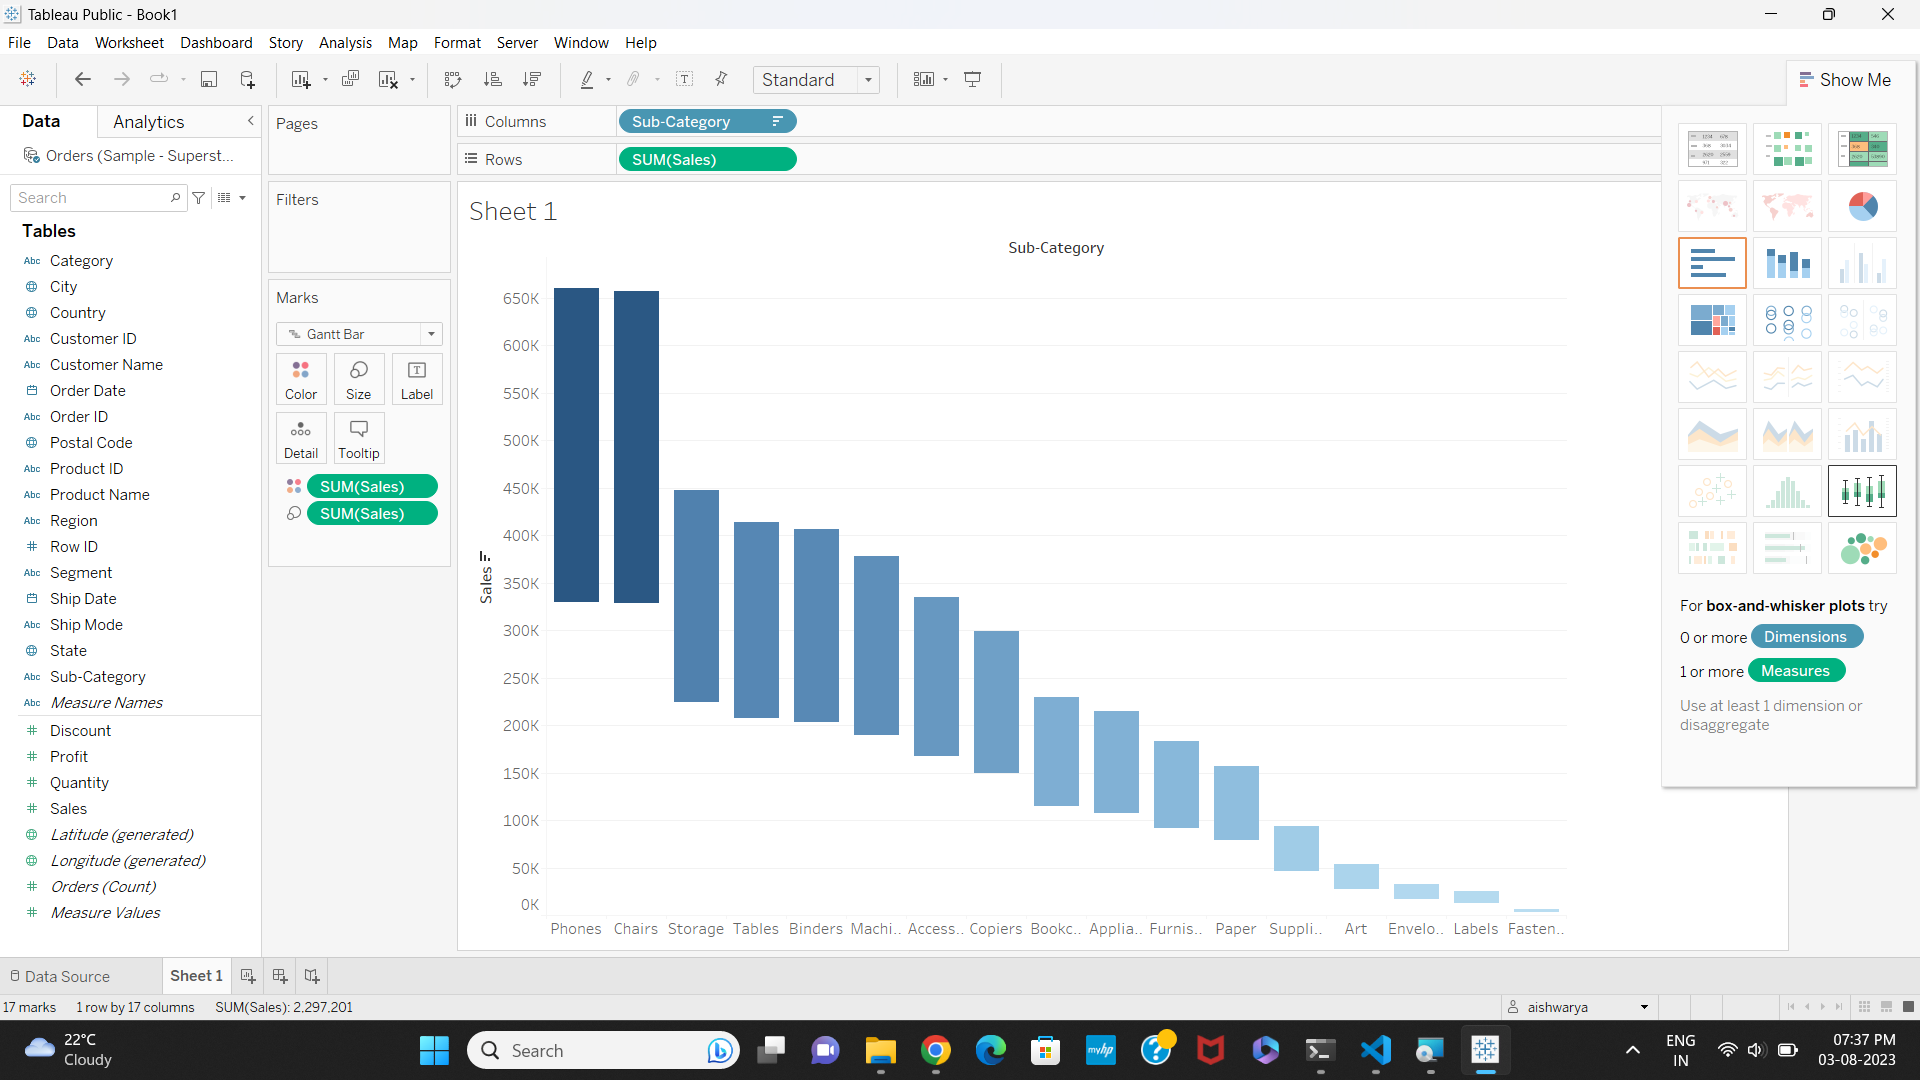 Tableau Public - Book1
File Data Worksheet Dashboard Story Analysis Map Format Server Window Help
Standard
Show Me
Data Analytics
Orders (Sample - Superst...
Search
Tables
Abc Category
City
Country
Abc Customer ID
Abc Customer Name
Order Date
Abc Order ID
Postal Code
Abc Product ID
Abc Product Name
Abc Region
# Row ID
Abc Segment
Ship Date
Abc Ship Mode
State
Abc Sub-Category
Abc Measure Names
# Discount
# Profit
# Quantity
# Sales
Latitude (generated)
Longitude (generated)
# Orders (Count)
# Measure Values
Pages
Filters
Marks
Gantt Bar
Color Size Label
Detail Tooltip
SUM(Sales)
SUM(Sales)
Columns Sub-Category
Rows SUM(Sales)
Sheet 1
Sub-Category
Sales
650K
600K
550K
500K
450K
400K
350K
300K
250K
200K
150K
100K
50K
0K
Phones Chairs Storage Tables Binders Machi.. Access.. Copiers Bookc.. Applia.. Furnis.. Paper Suppli.. Art Envelo.. Labels Fasten..
For box-and-whisker plots try
0 or more Dimensions
1 or more Measures
Use at least 1 dimension or
disaggregate
Data Source Sheet 1
17 marks 1 row by 17 columns SUM(Sales): 2,297,201
aishwarya
22°C
Cloudy
Search
myhp
ENG
IN
07:37 PM
03-08-2023